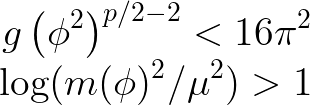 g (ϕ²)^{p/2−2} < 16π²
log(m(ϕ)²/μ²) > 1